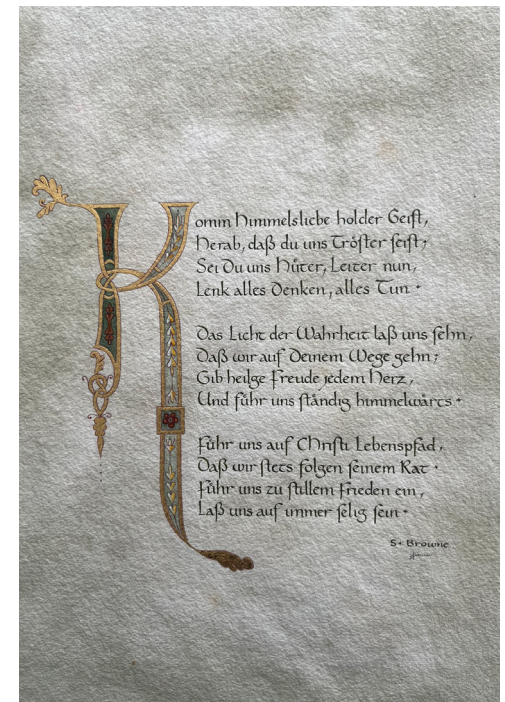 Komm Himmelsliebe holder Geiſt,
Herab, daß du uns Tröſter ſeiſt;
Sei Du uns Hüter, Leiter nun,
Lenk alles Denken, alles Tun.
Das Licht der Wahrheit laß uns ſehn,
Daß wir auf Deinem Wege gehn;
Gib heilge Freude jedem Herz,
Und führ uns ſtändig himmelwärts.
Führ uns auf Chriſti Lebenspfad,
Daß wir ſtets folgen ſeinem Rat.
Führ uns zu ſtillem Frieden ein,
Laß uns auf immer ſelig ſein.
S. Browne